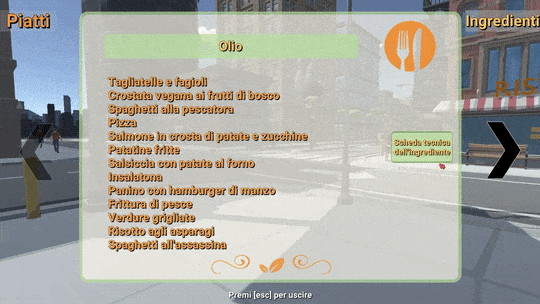 Piatti
Ingredienti
Olio
Tagliatelle e fagioli
Crostata vegana ai frutti di bosco
Spaghetti alla pescatora
Pizza
Salmone in crosta di patate e zucchine
Patatine fritte
Salsiccia con patate al forno
Insalatona
Panino con hamburger di manzo
Frittura di pesce
Verdure grigliate
Risotto agli asparagi
Spaghetti all'assassina
Scheda tecnica
dell'ingrediente
RIS
Premi [esc] per uscire